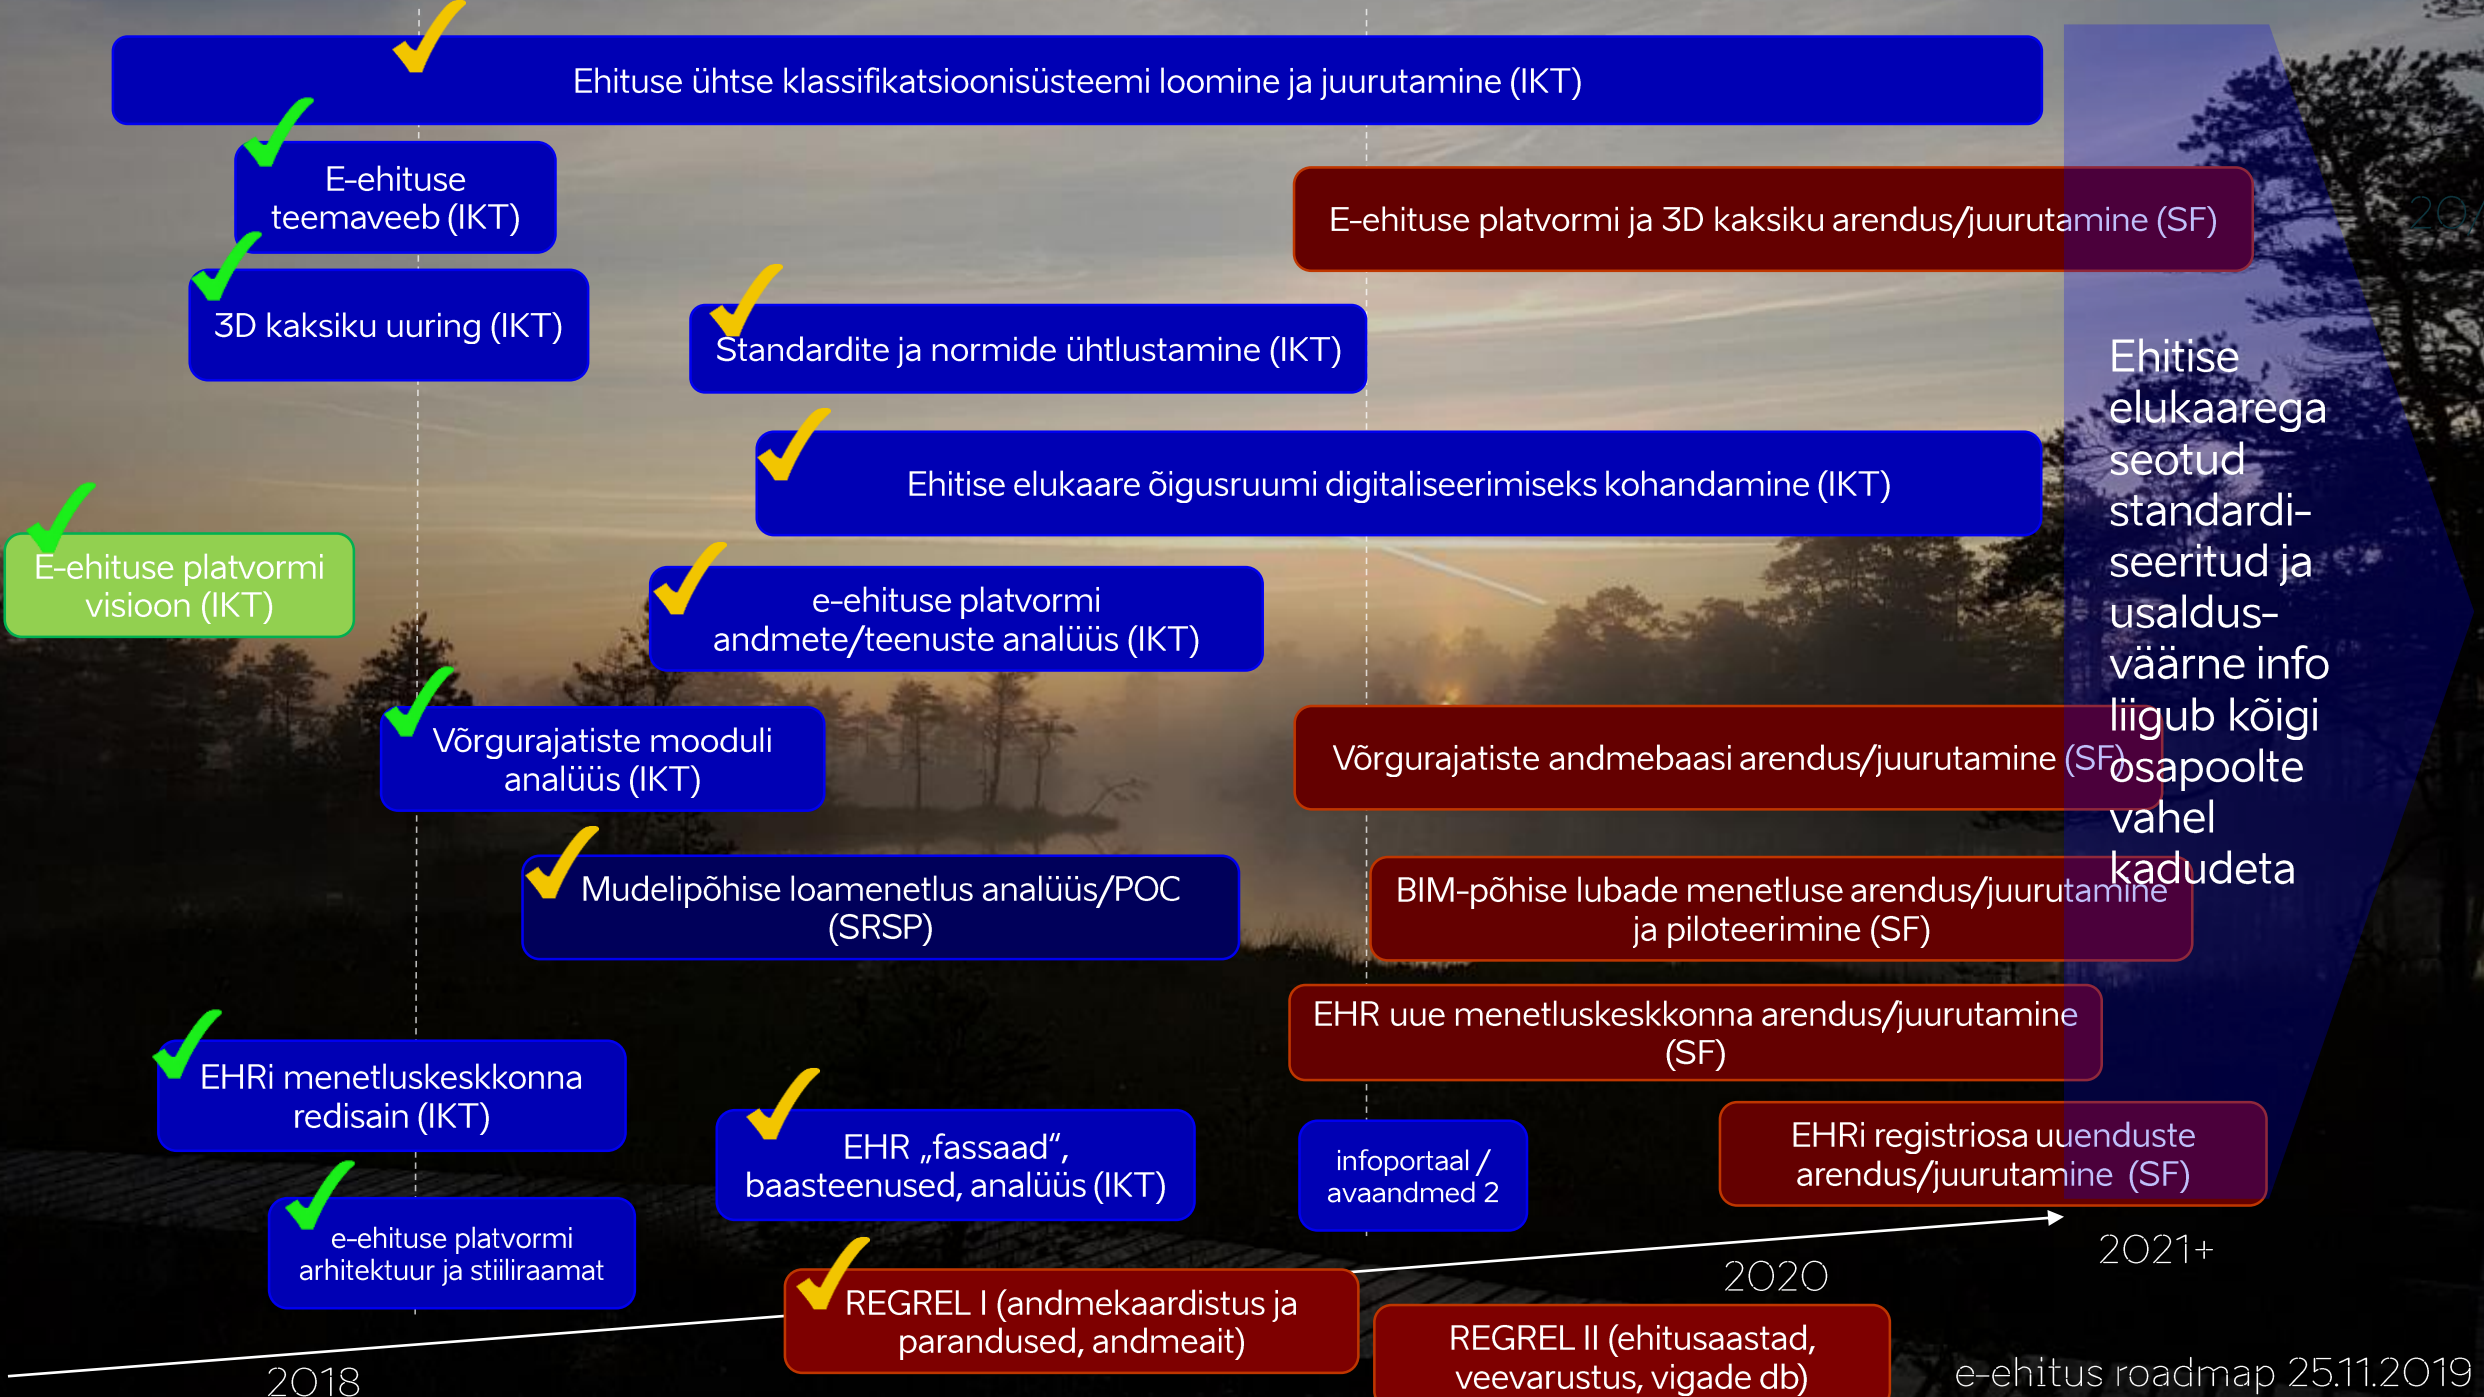 Ehituse ühtse klassifikatsioonisüsteemi loomine ja juurutamine (IKT)
E-ehituse
teemaveeb (IKT)
E-ehituse platvormi ja 3D kaksiku arendus/juurutamine (SF)
3D kaksiku uuring (IKT)
Standardite ja normide ühtlustamine (IKT)
Ehitise elukaare õigusruumi digitaliseerimiseks kohandamine (IKT)
E-ehituse platvormi
visioon (IKT)
e-ehituse platvormi
andmete/teenuste analüüs (IKT)
Võrgurajatiste mooduli
analüüs (IKT)
Võrgurajatiste andmebaasi arendus/juurutamine (SF)
Mudelipõhise loamenetlus analüüs/POC
(SRSP)
BIM-põhise lubade menetluse arendus/juurutamine
ja piloteerimine (SF)
EHR uue menetluskeskkonna arendus/juurutamine
(SF)
EHRi menetluskeskkonna
redisain (IKT)
EHR „fassaad“,
baasteenused, analüüs (IKT)
infoportaal /
avaandmed 2
EHRi registriosa uuenduste
arendus/juurutamine (SF)
e-ehituse platvormi
arhitektuur ja stiiliraamat
REGREL I (andmekaardistus ja
parandused, andmeait)
REGREL II (ehitusaastad,
veevarustus, vigade db)
Ehitise
elukaarega
seotud
standardi-
seeritud ja
usaldus-
väärne info
liigub kõigi
osapoolte
vahel
kadudeta
2018
2020
2021+
e-ehitus roadmap 25.11.2019